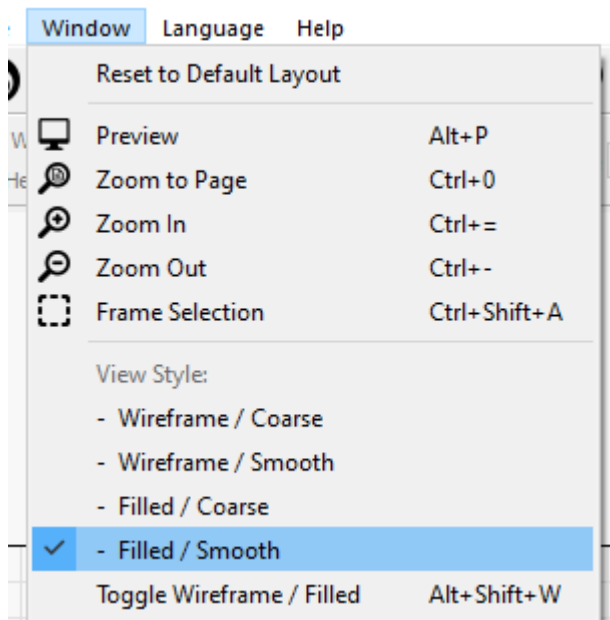 Window Language Help
Reset to Default Layout
Preview Alt+P
Zoom to Page Ctrl+0
Zoom In Ctrl+=
Zoom Out Ctrl+-
Frame Selection Ctrl+Shift+A
View Style:
- Wireframe / Coarse
- Wireframe / Smooth
- Filled / Coarse
- Filled / Smooth
Toggle Wireframe / Filled Alt+Shift+W